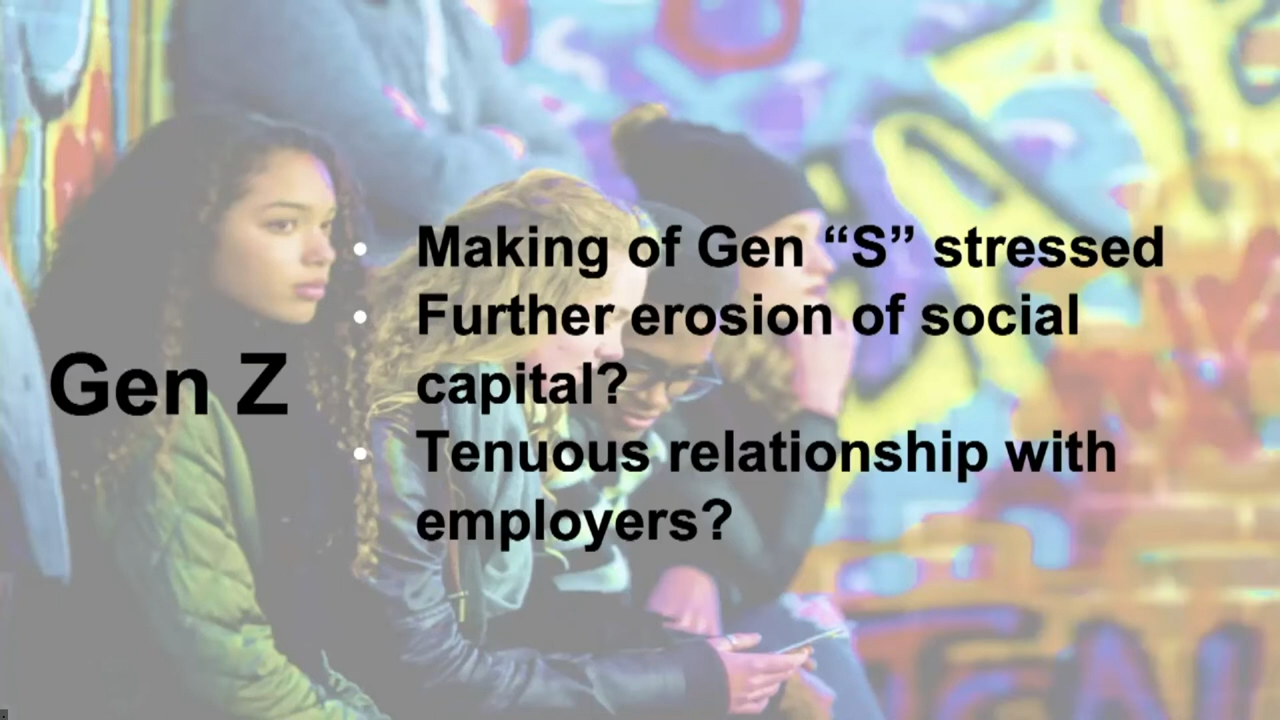 Gen Z
• Making of Gen “S” stressed
• Further erosion of social
capital?
• Tenuous relationship with
employers?